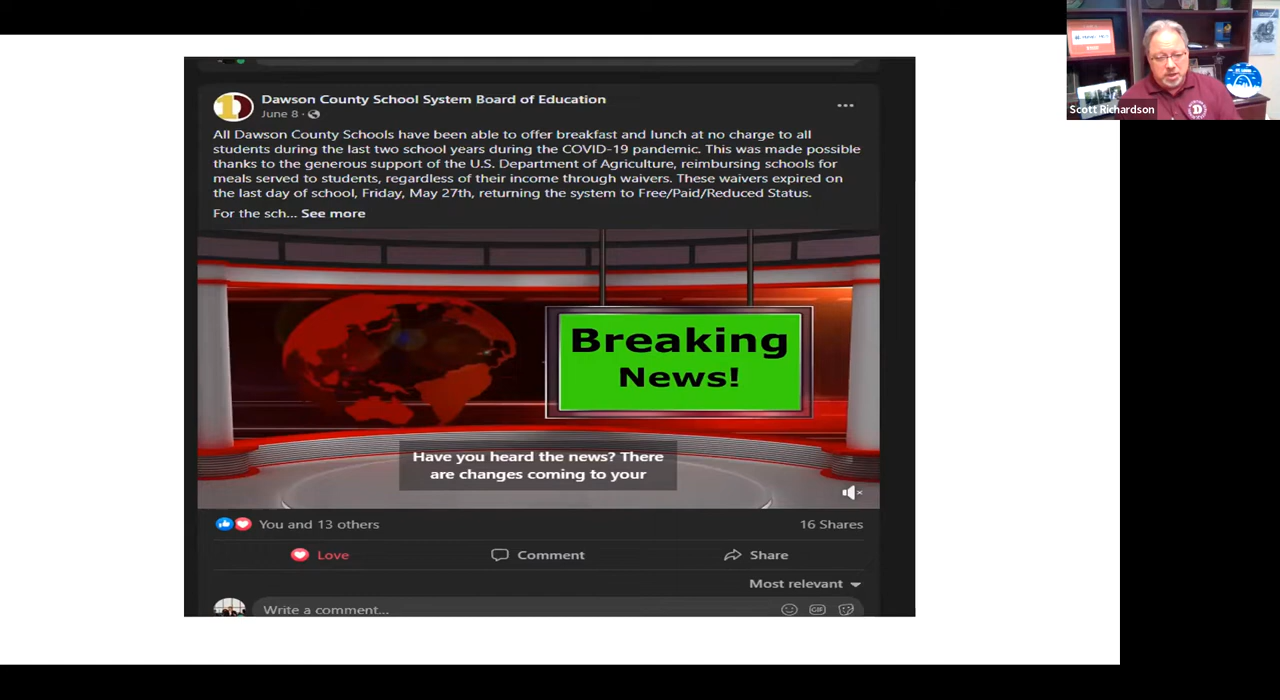 Dawson County School System Board of Education
June 8 ·
All Dawson County Schools have been able to offer breakfast and lunch at no charge to all
students during the last two school years during the COVID-19 pandemic. This was made possible
thanks to the generous support of the U.S. Department of Agriculture, reimbursing schools for
meals served to students, regardless of their income through waivers. These waivers expired on
the last day of school, Friday, May 27th, returning the system to Free/Paid/Reduced Status.
For the sch... See more
Breaking
News!
Have you heard the news? There
are changes coming to your
You and 13 others
16 Shares
Love
Comment
Share
Most relevant
Write a comment...
GIF
Scott Richardson